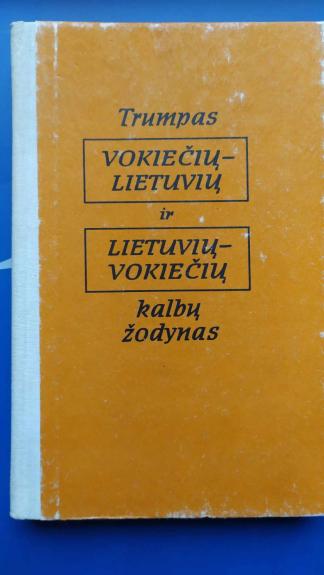 Trumpas
VOKIEČIŲ–
LIETUVIŲ
ir
LIETUVIŲ–
VOKIEČIŲ
kalbų
žodynas